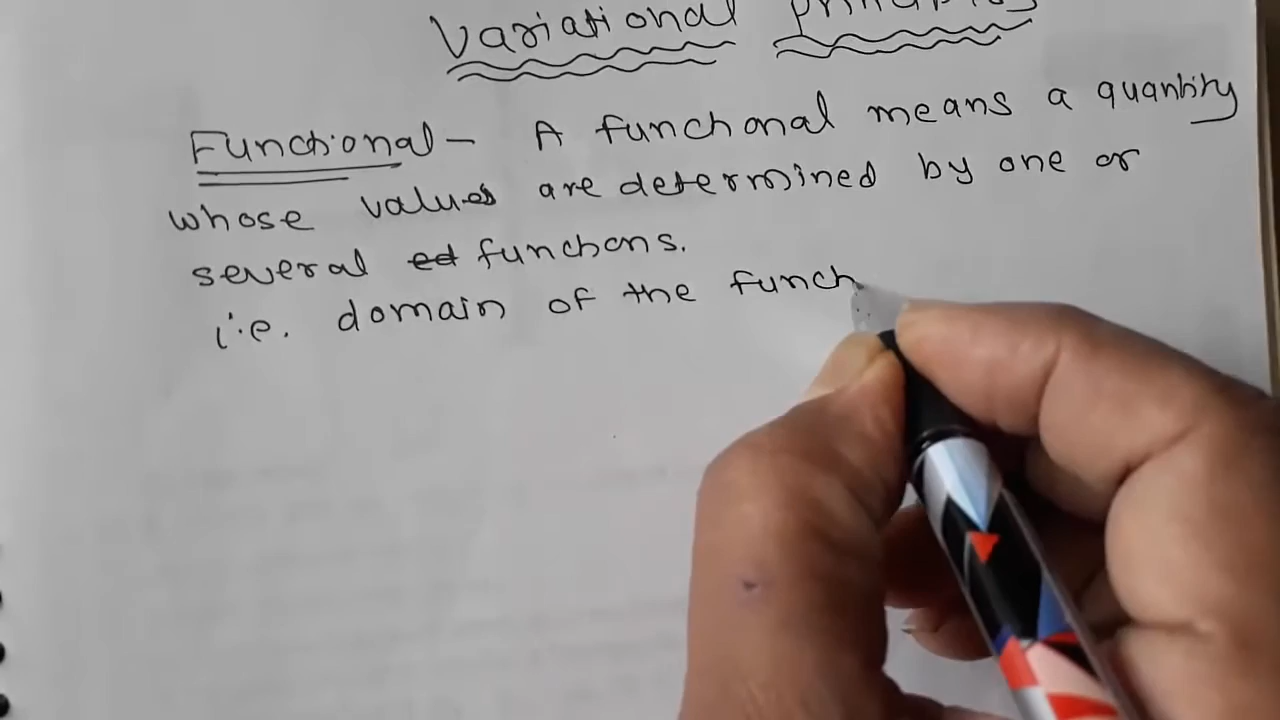 Variational Principles
Functional - A functional means a quantity
whose values are determined by one or
several ed functions.
i.e. domain of the funct